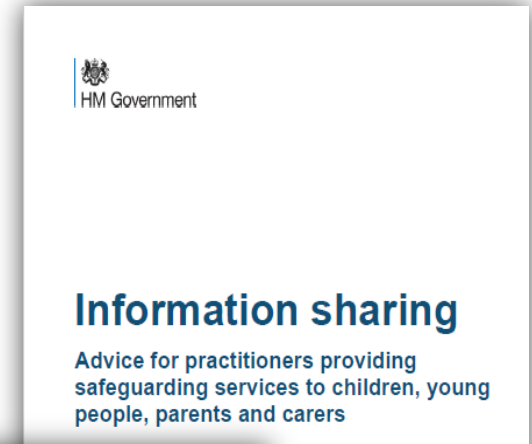 HM Government
Information sharing
Advice for practitioners providing
safeguarding services to children, young
people, parents and carers